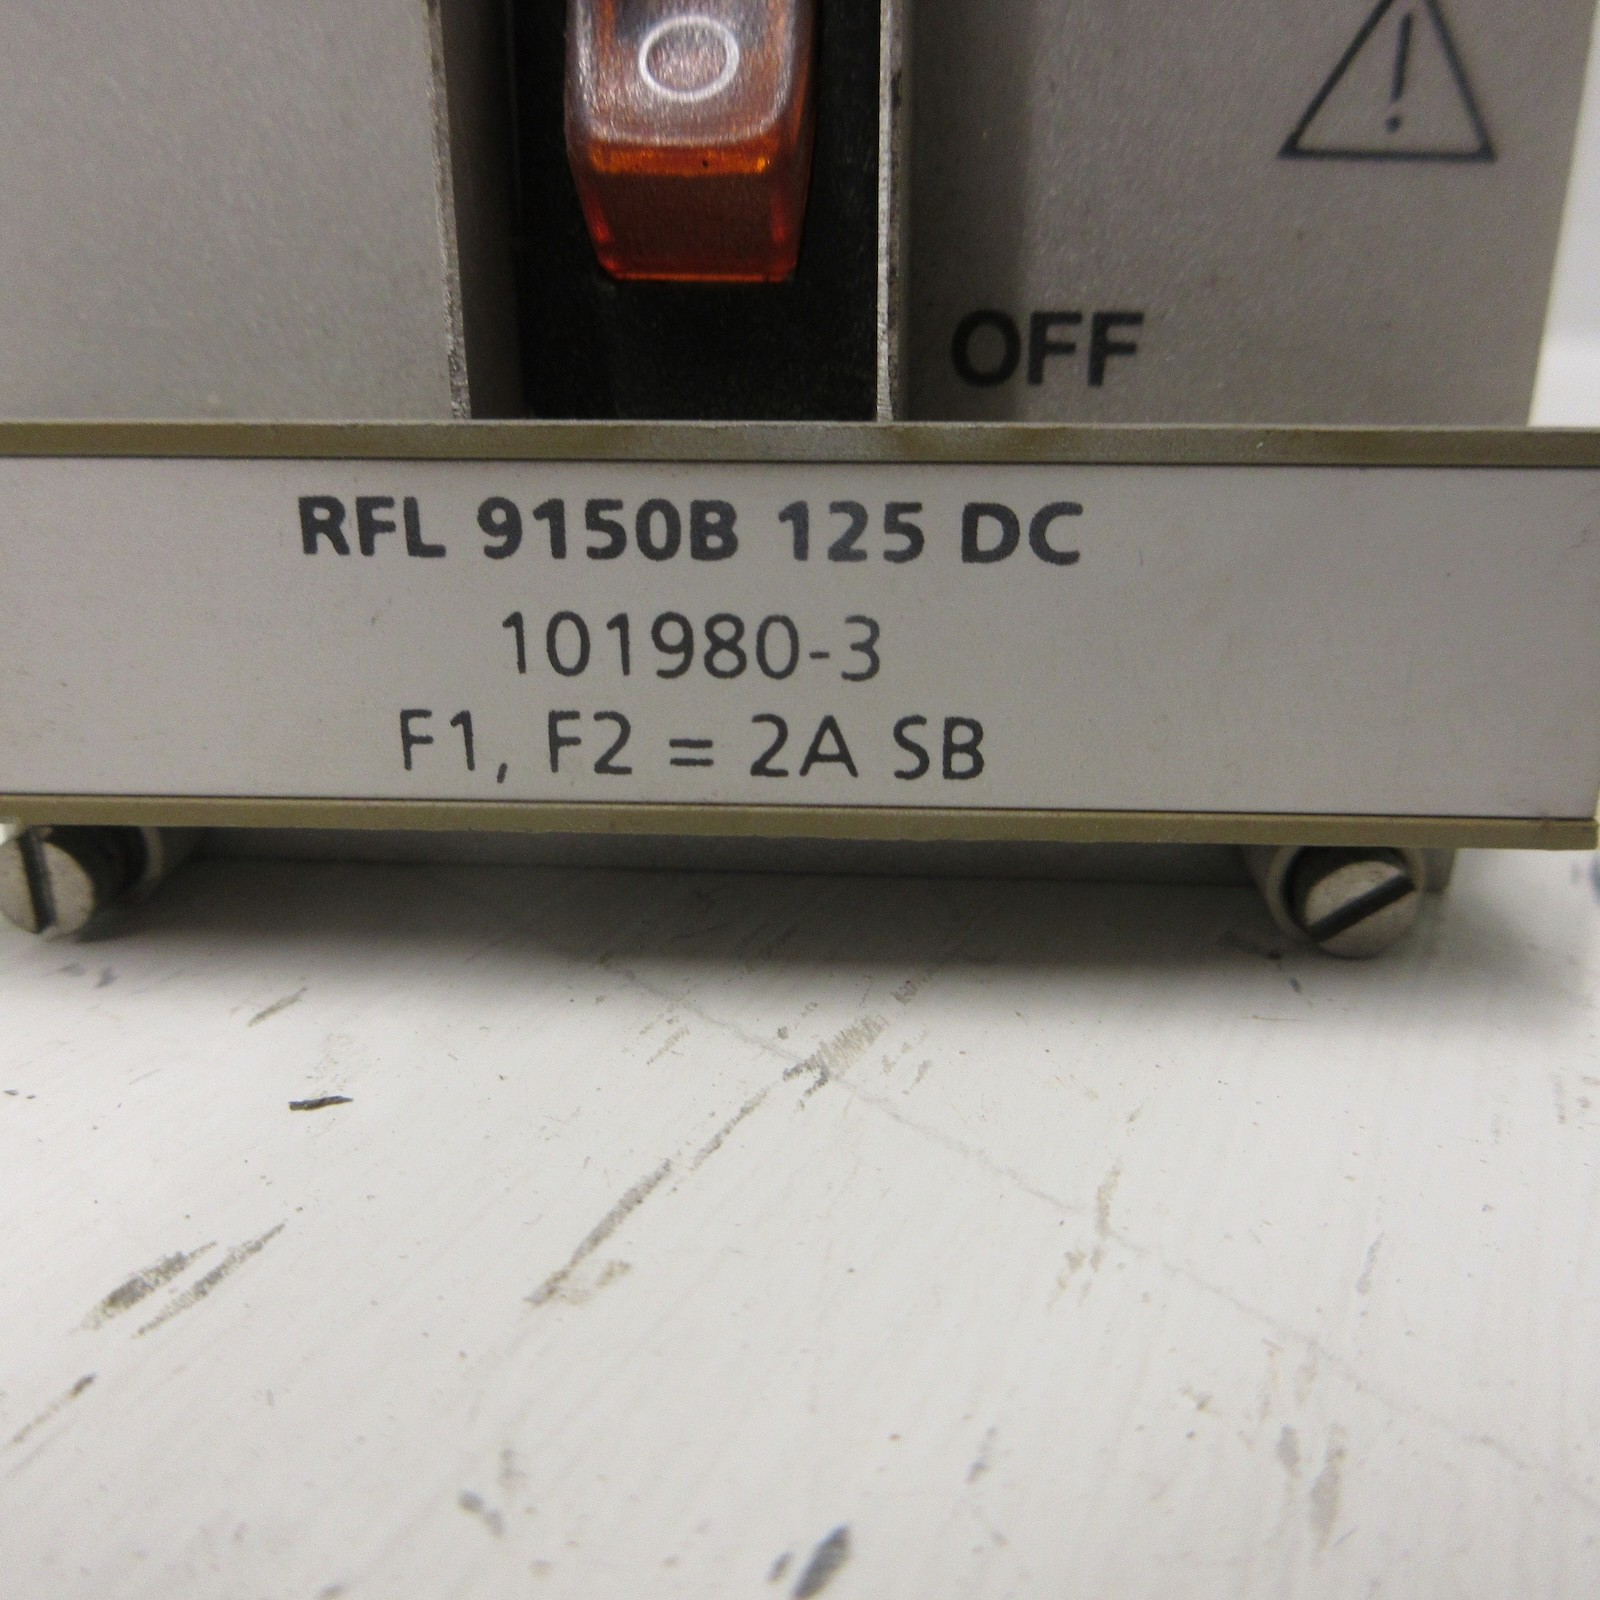 O
!
OFF
RFL 9150B 125 DC
101980-3
F1, F2 = 2A SB